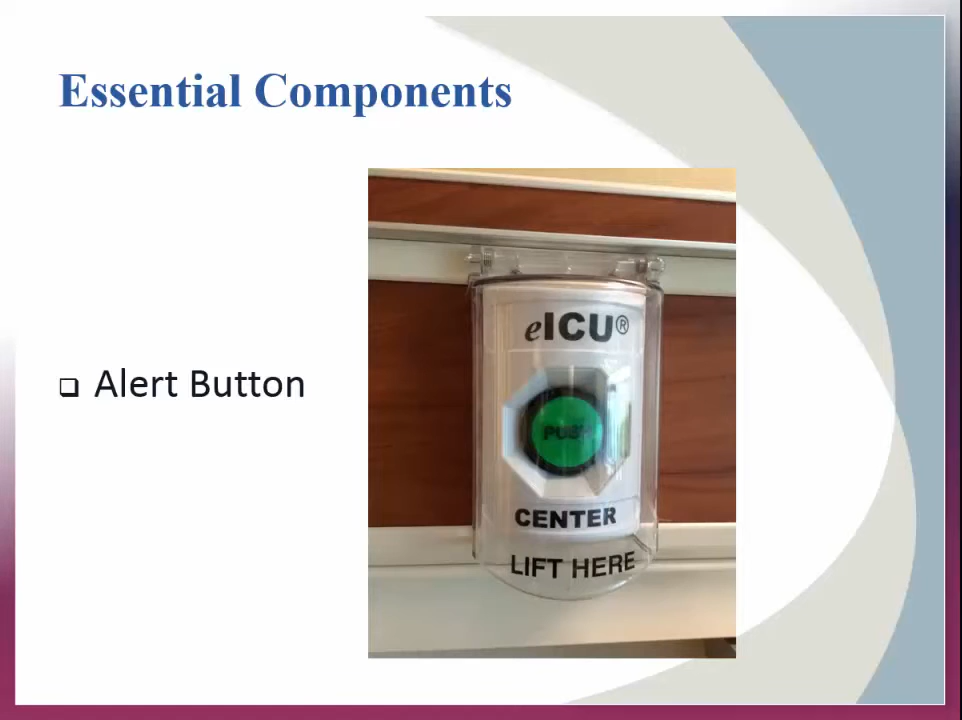 Essential Components
Alert Button
eICU®
PUSH
CENTER
LIFT HERE